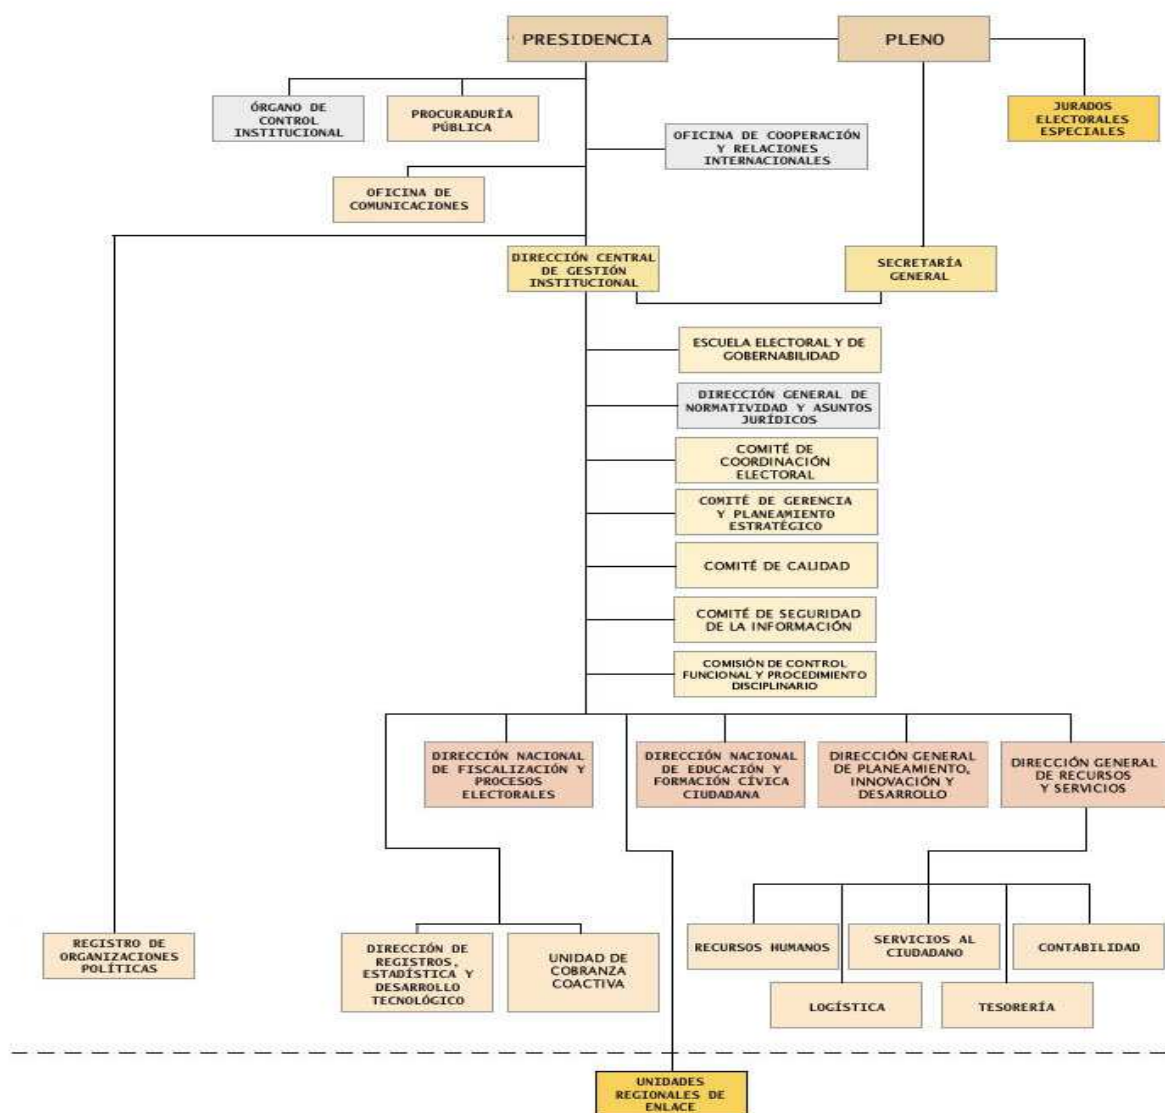 PRESIDENCIA
PLENO
ÓRGANO DE
CONTROL
INSTITUCIONAL
PROCURADURÍA
PÚBLICA
JURADOS
ELECTORALES
ESPECIALES
OFICINA DE COOPERACIÓN
Y RELACIONES
INTERNACIONALES
OFICINA DE
COMUNICACIONES
DIRECCIÓN CENTRAL
DE GESTIÓN
INSTITUCIONAL
SECRETARÍA
GENERAL
ESCUELA ELECTORAL Y DE
GOBERNABILIDAD
DIRECCIÓN GENERAL DE
NORMATIVIDAD Y ASUNTOS
JURÍDICOS
COMITÉ DE
COORDINACIÓN
ELECTORAL
COMITÉ DE GERENCIA
Y PLANEAMIENTO
ESTRATÉGICO
COMITÉ DE CALIDAD
COMITÉ DE SEGURIDAD
DE LA INFORMACIÓN
COMISIÓN DE CONTROL
FUNCIONAL Y PROCEDIMIENTO
DISCIPLINARIO
DIRECCIÓN NACIONAL
DE FISCALIZACIÓN Y
PROCESOS
ELECTORALES
DIRECCIÓN NACIONAL
DE EDUCACIÓN Y
FORMACIÓN CÍVICA
CIUDADANA
DIRECCIÓN GENERAL
DE PLANEAMIENTO,
INNOVACIÓN Y
DESARROLLO
DIRECCIÓN GENERAL
DE RECURSOS
Y SERVICIOS
REGISTRO DE
ORGANIZACIONES
POLÍTICAS
DIRECCIÓN DE
REGISTROS,
ESTADÍSTICA Y
DESARROLLO
TECNOLÓGICO
UNIDAD DE
COBRANZA
COACTIVA
RECURSOS HUMANOS
SERVICIOS AL
CIUDADANO
CONTABILIDAD
LOGÍSTICA
TESORERÍA
UNIDADES
REGIONALES DE
ENLACE